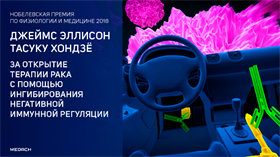 НОБЕЛЕВСКАЯ ПРЕМИЯ
ПО ФИЗИОЛОГИИ И МЕДИЦИНЕ 2018
ДЖЕЙМС ЭЛЛИСОН
ТАСУКУ ХОНДЗЁ
ЗА ОТКРЫТИЕ
ТЕРАПИИ РАКА
С ПОМОЩЬЮ
ИНГИБИРОВАНИЯ
НЕГАТИВНОЙ
ИММУННОЙ РЕГУЛЯЦИИ
MEDACH